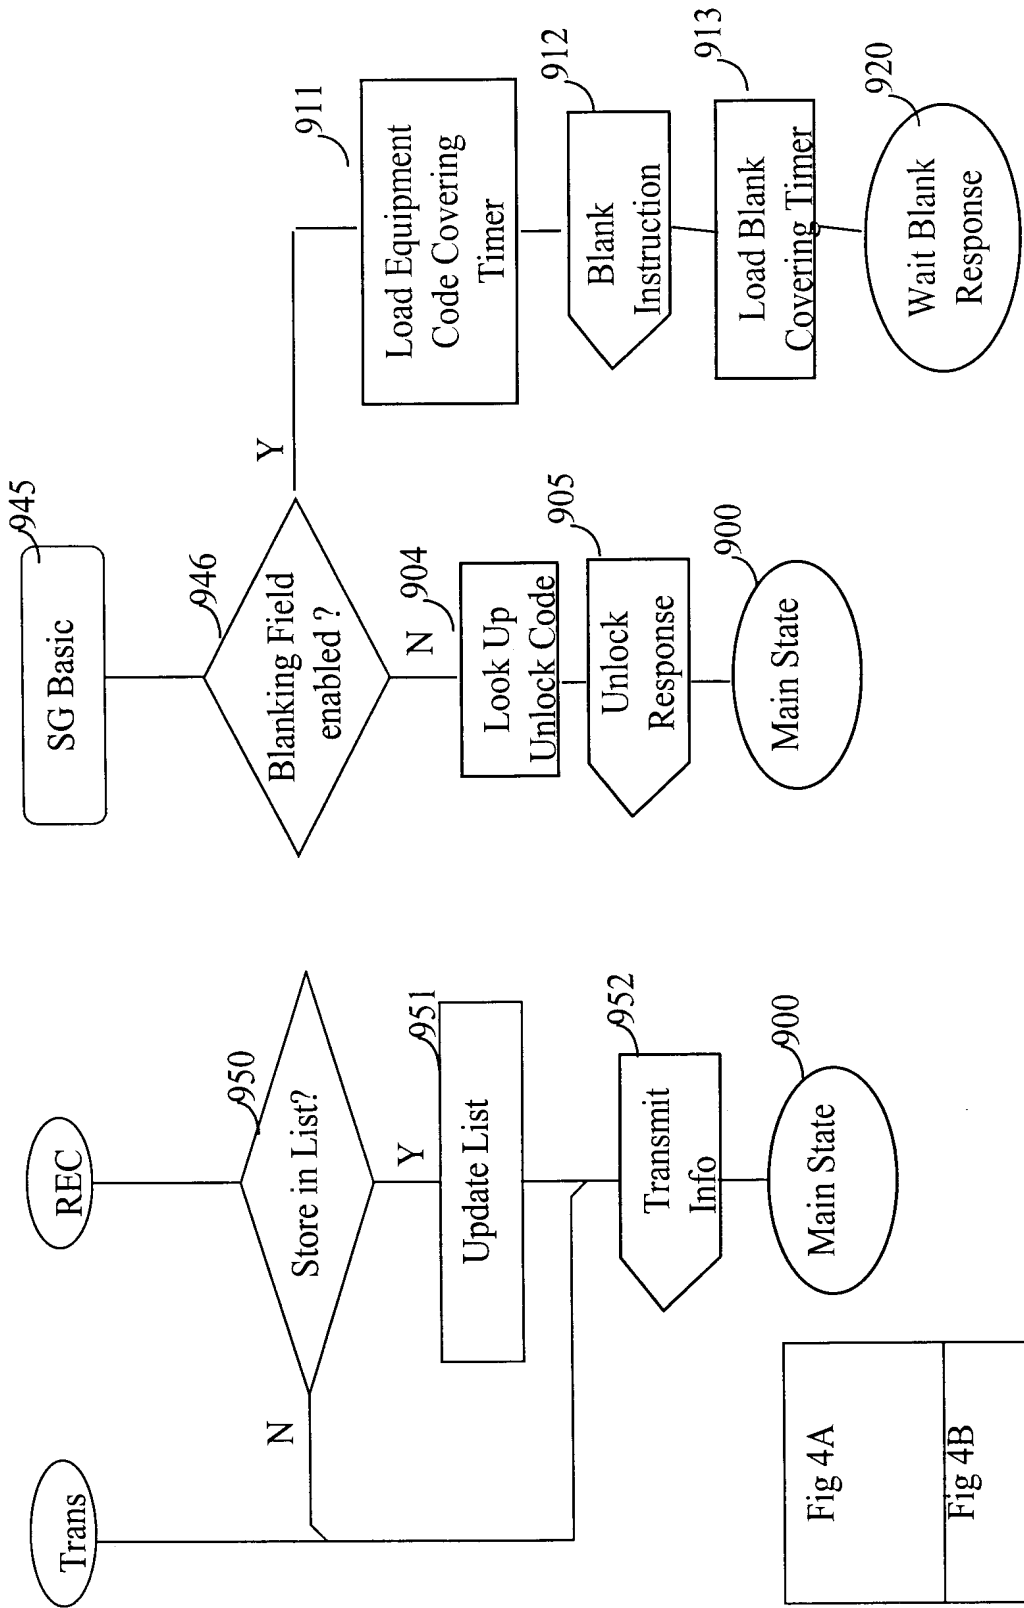 Trans
REC
950
Store in List?
N
Y
951
Update List
952
Transmit
Info
900
Main State
Fig 4A
Fig 4B
945
SG Basic
946
Blanking Field
enabled ?
Y
N
904
Look Up
Unlock Code
905
Unlock
Response
900
Main State
911
Load Equipment
Code Covering
Timer
912
Blank
Instruction
913
Load Blank
Covering Timer
920
Wait Blank
Response